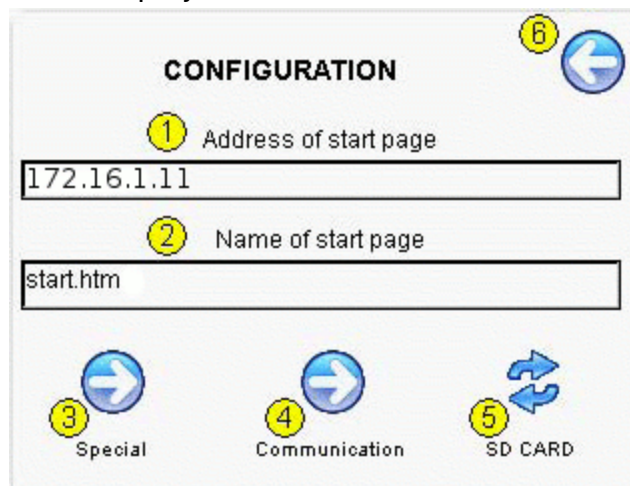 6
CONFIGURATION
1 Address of start page
172.16.1.11
2 Name of start page
start.htm
3 4 5
Special Communication SD CARD